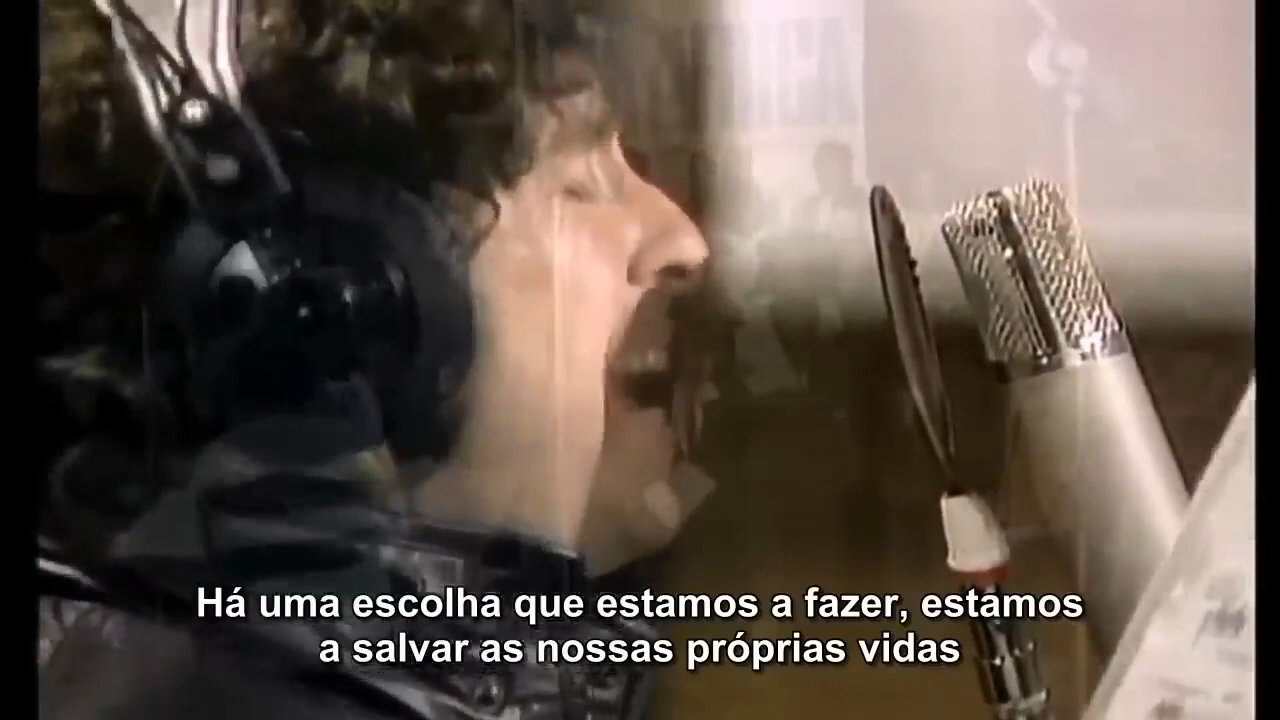 Há uma escolha que estamos a fazer, estamos
a salvar as nossas próprias vidas